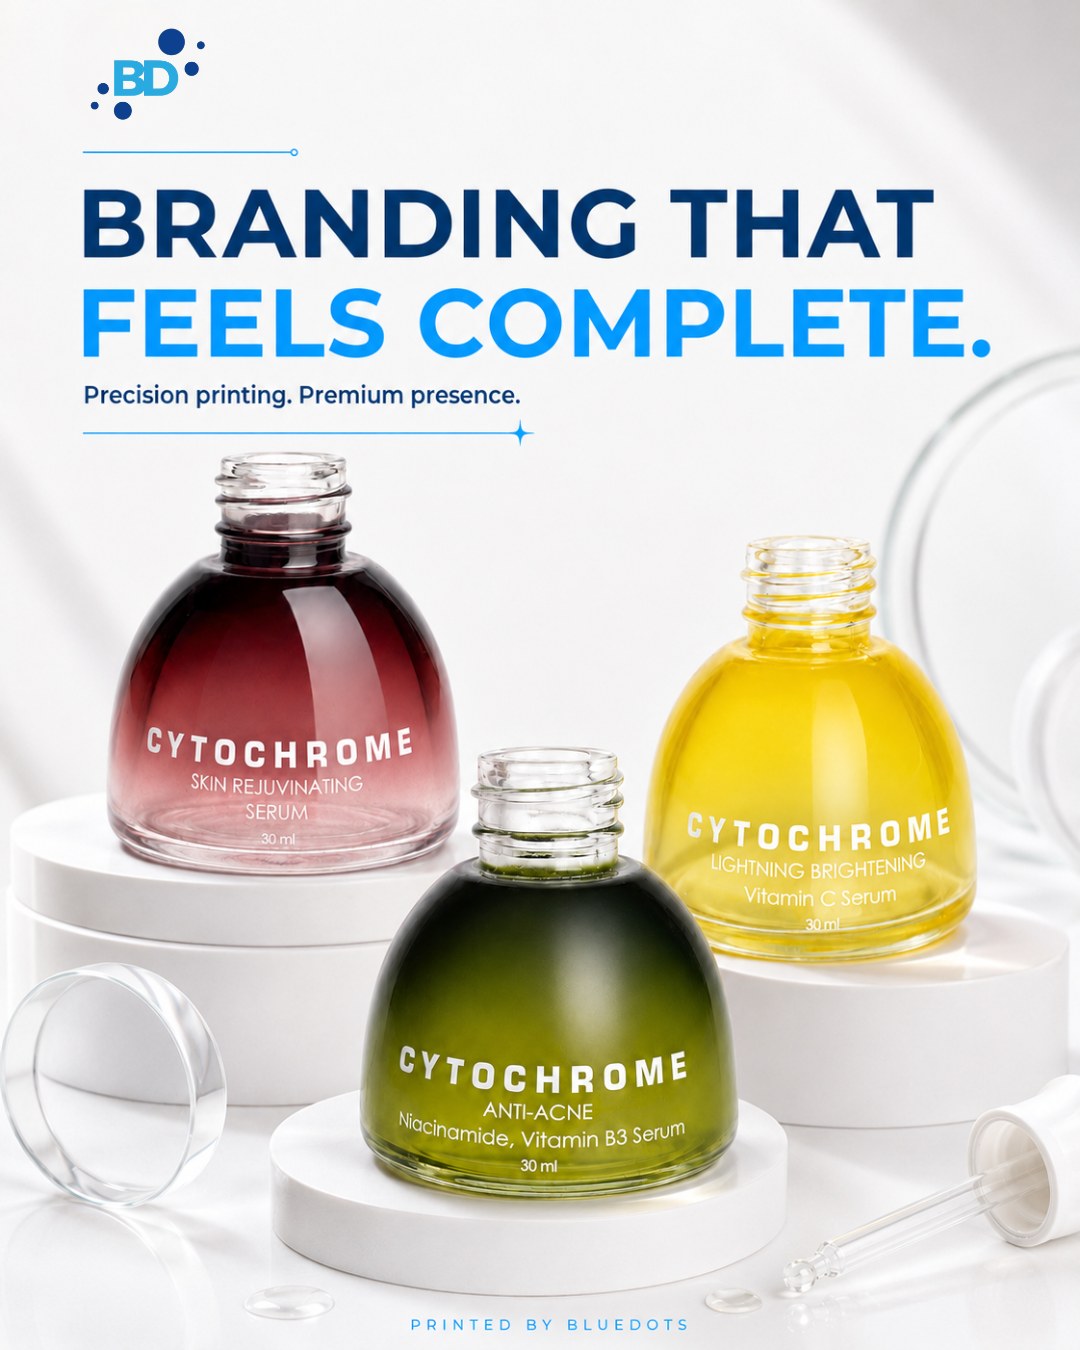 BD
BRANDING THAT
FEELS COMPLETE.
Precision printing. Premium presence.
CYTOCHROME
SKIN REJUVINATING
SERUM
30 ml
CYTOCHROME
LIGHTNING BRIGHTENING
Vitamin C Serum
30 ml
CYTOCHROME
ANTI-ACNE
Niacinamide, Vitamin B3 Serum
30 ml
PRINTED BY BLUEDOTS